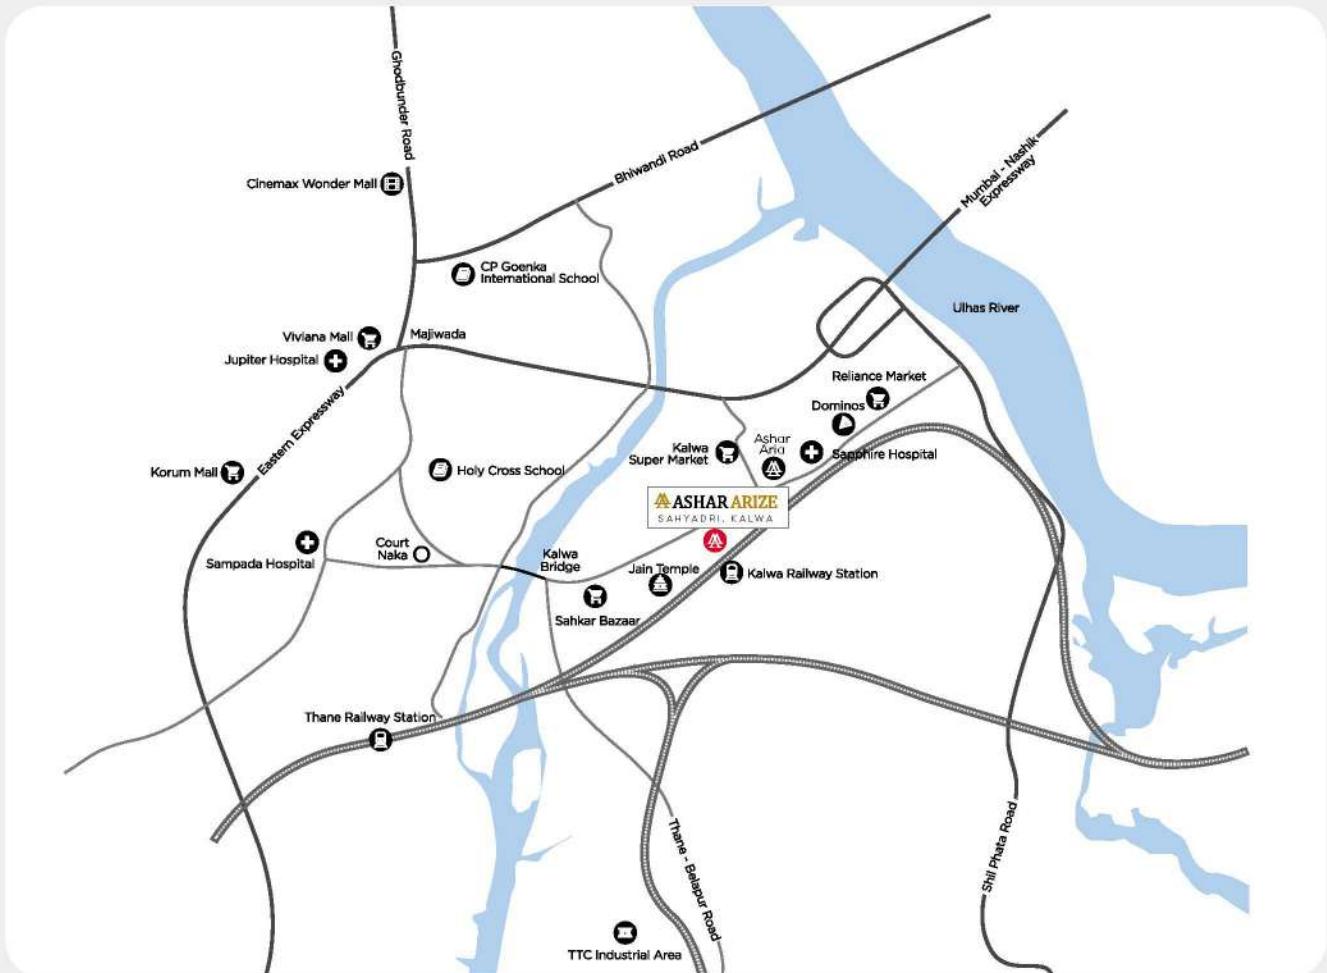 Ghodbunder Road
Bhiwandi Road
Mumbai - Nashik
Expressway
Cinemax Wonder Mall
CP Goenka
International School
Ulhas River
Viviana Mall
Majiwada
Jupiter Hospital
Reliance Market
Dominos
Eastern Expressway
Ashar
Aria
Kalwa
Super Market
Sapphire Hospital
Korum Mall
Holy Cross School
ASHAR ARIZE
SAHYADRI, KALWA
Court
Naka
Sampada Hospital
Kalwa
Bridge
Jain Temple
Kalwa Railway Station
Sahkar Bazaar
Thane Railway Station
Thane - Belapur Road
Shil Phata Road
TTC Industrial Area